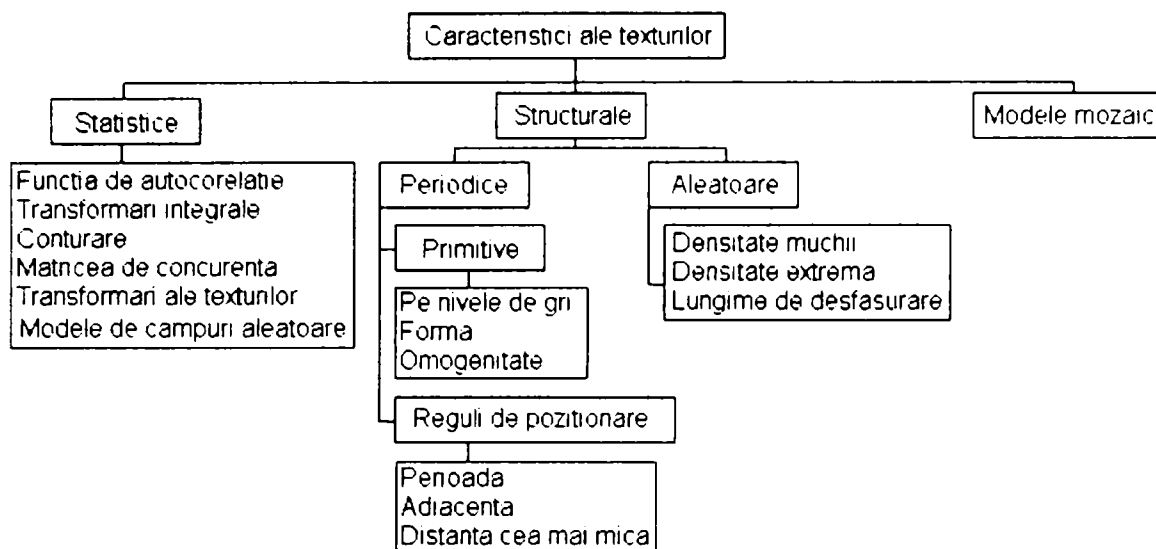 Caracteristici ale texturilor
Statistice
Structurale
Modele mozaic
Functia de autocorelatie
Transformari integrale
Conturare
Matricea de concurenta
Transformari ale texturilor
Modele de campuri aleatoare
Periodice
Aleatoare
Primitive
Densitate muchii
Densitate extrema
Lungime de desfasurare
Pe nivele de gri
Forma
Omogenitate
Reguli de pozitionare
Perioada
Adiacenta
Distanta cea mai mica